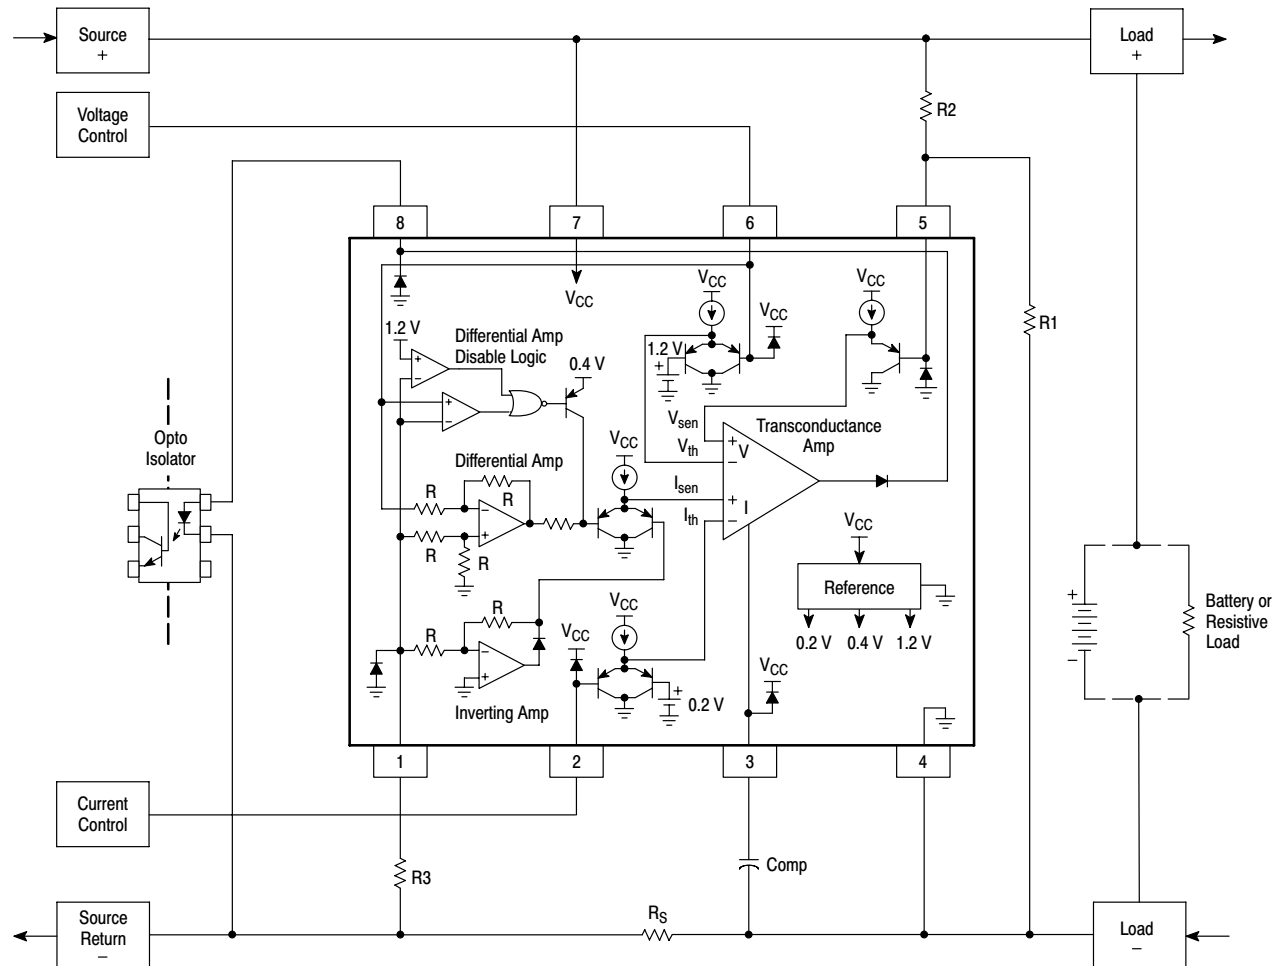 Source
+
Load
+
Voltage
Control
R2
8
7
6
5
VCC
VCC
VCC
VCC
R1
1.2 V
Differential Amp
Disable Logic
0.4 V
1.2 V
+
+
−
+
−
Vsen
Vth
Transconductance
Amp
+
V
−
Opto
Isolator
VCC
Differential Amp
Isen
Ith
+
I
−
R
R
−
+
R
R
VCC
Reference
0.2 V
0.4 V
1.2 V
+
−
Battery or
Resistive
Load
R
R
−
+
Inverting Amp
VCC
VCC
+
0.2 V
VCC
1
2
3
4
Current
Control
R3
Comp
Source
Return
−
RS
Load
−